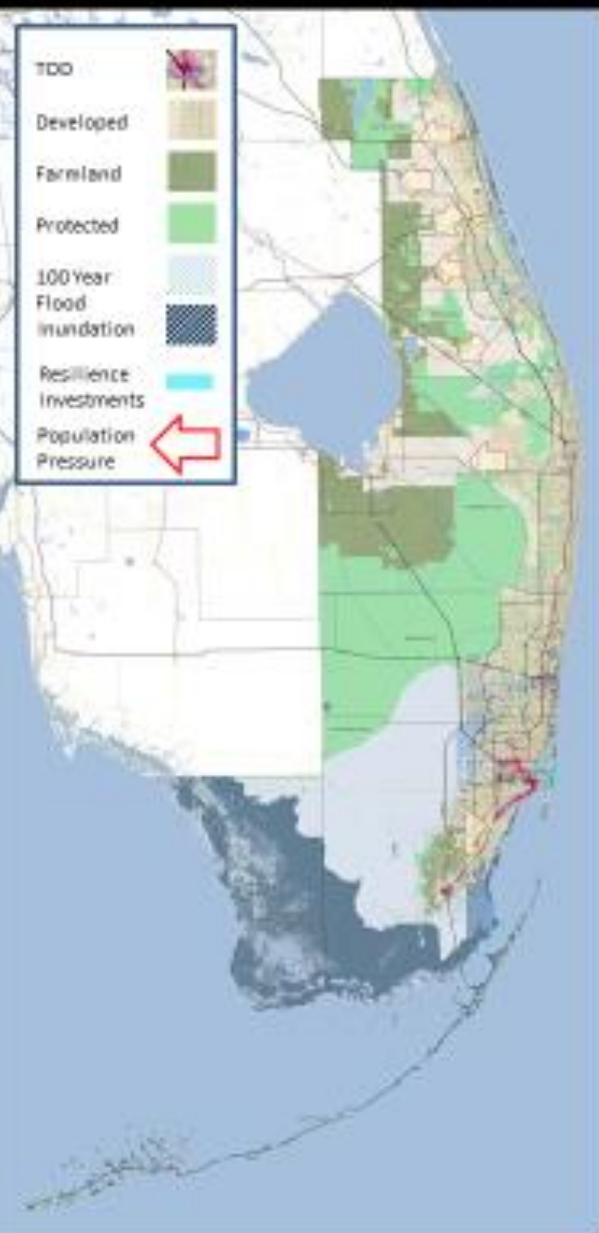 TOD
Developed
Farmland
Protected
100 Year
Flood
Inundation
Resilience
Investments
Population
Pressure